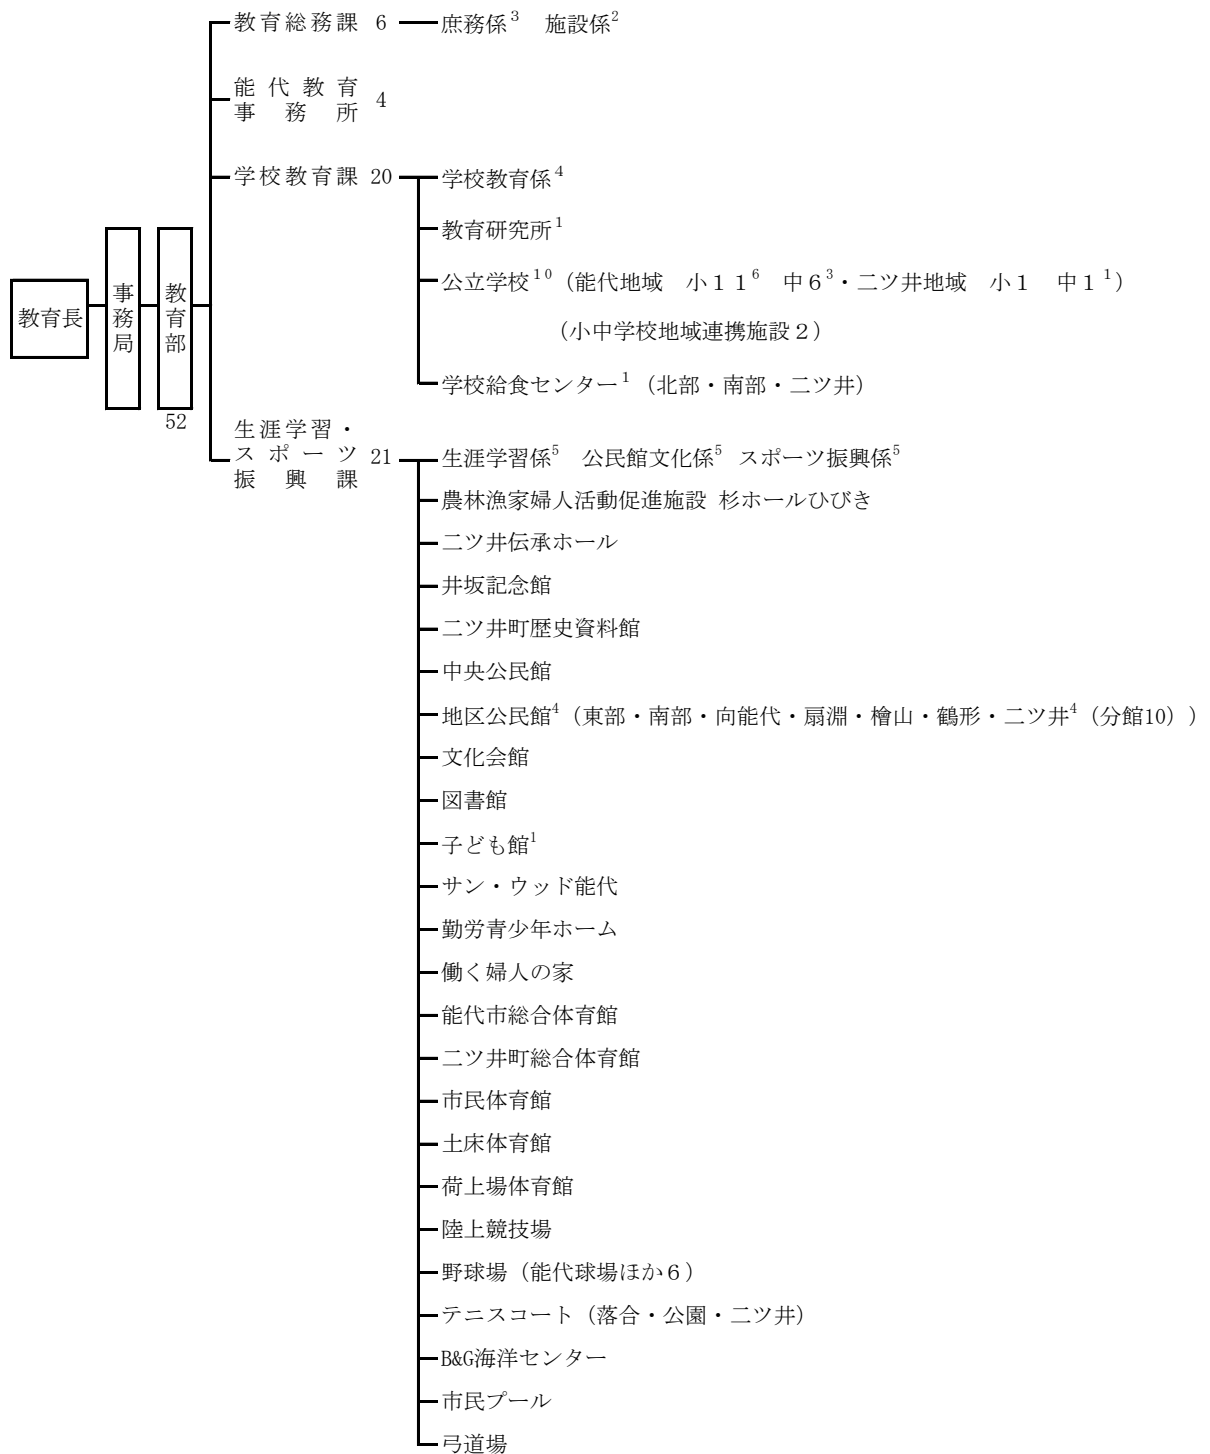 教育長
事務局
教育部
52
教育総務課 6
庶務係3　施設係2
能代教育
事務所 4
学校教育課 20
学校教育係4
教育研究所1
公立学校10（能代地域　小１１6　中６3・二ツ井地域　小１　中１1）
（小中学校地域連携施設２）
学校給食センター1（北部・南部・二ツ井）
生涯学習・
スポーツ
振興課 21
生涯学習係5　公民館文化係5 スポーツ振興係5
農林漁家婦人活動促進施設 杉ホールひびき
二ツ井伝承ホール
井坂記念館
二ツ井町歴史資料館
中央公民館
地区公民館4（東部・南部・向能代・扇淵・檜山・鶴形・二ツ井4（分館10））
文化会館
図書館
子ども館1
サン・ウッド能代
勤労青少年ホーム
働く婦人の家
能代市総合体育館
二ツ井町総合体育館
市民体育館
土床体育館
荷上場体育館
陸上競技場
野球場（能代球場ほか６）
テニスコート（落合・公園・二ツ井）
B&G海洋センター
市民プール
弓道場